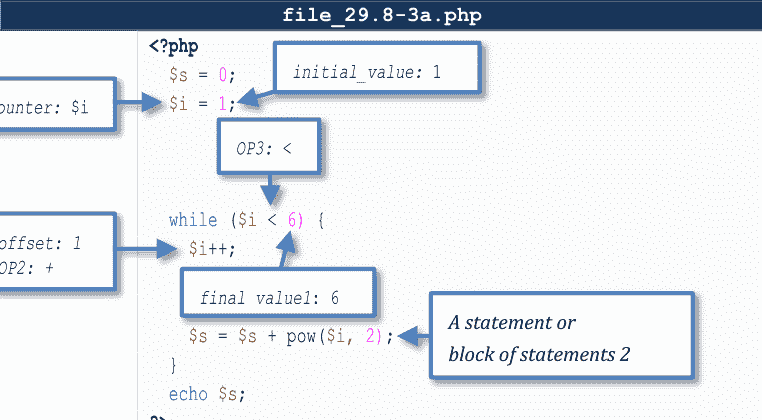 file_29.8-3a.php
<?php
$s = 0;
initial_value: 1
ounter: $i
$i = 1;
OP3: <
while ($i < 6) {
offset: 1
OP2: +
$i++;
final value1: 6
$s = $s + pow($i, 2);
A statement or
block of statements 2
}
echo $s;
?>